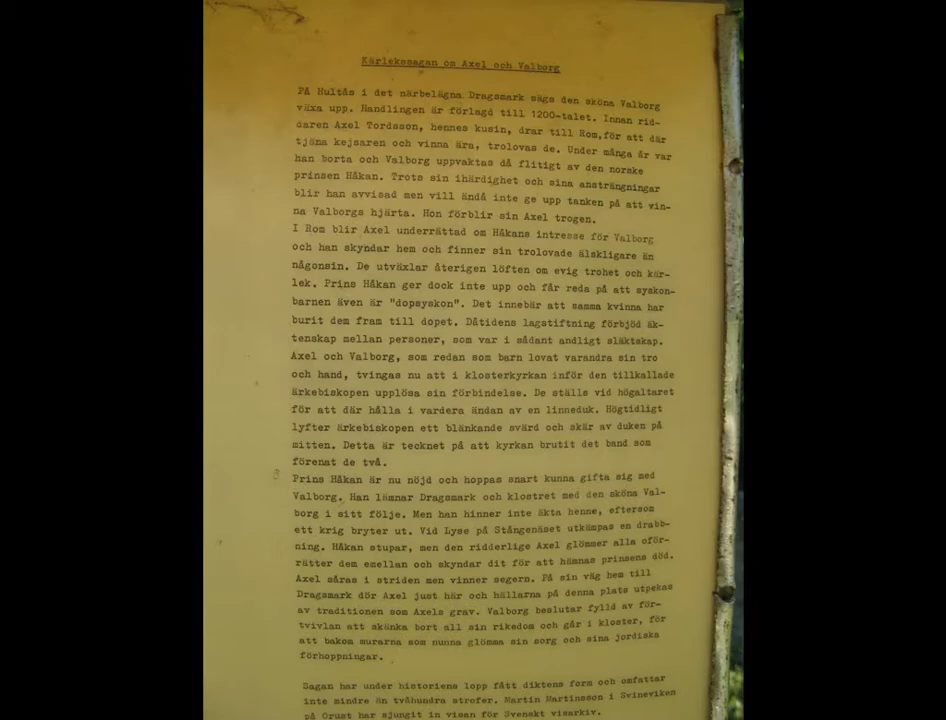 Kärlekssagan om Axel och Valborg
PÅ Hultås i det närbelägna Dragsmark sägs den sköna Valborg
växa upp. Handlingen är förlagd till 1200-talet. Innan rid-
daren Axel Tordsson, hennes kusin, drar till Rom,för att där
tjäna kejsaren och vinna ära, trolovas de. Under många år var
han borta och Valborg uppvaktas då flitigt av den norske
prinsen Håkan. Trots sin ihärdighet och sina ansträngningar
blir han avvisad men vill ändå inte ge upp tanken på att vin-
na Valborgs hjärta. Hon förblir sin Axel trogen.
I Rom blir Axel underrättad om Håkans intresse för Valborg
och han skyndar hem och finner sin trolovade älskligare än
någonsin. De utväxlar återigen löften om evig trohet och kär-
lek. Prins Håkan ger dock inte upp och får reda på att syskon-
barnen även är "dopsyskon". Det innebär att samma kvinna har
burit dem fram till dopet. Dåtidens lagstiftning förbjöd äk-
tenskap mellan personer, som var i sådant andligt släktskap.
Axel och Valborg, som redan som barn lovat varandra sin tro
och hand, tvingas nu att i klosterkyrkan inför den tillkallade
ärkebiskopen upplösa sin förbindelse. De ställs vid högaltaret
för att där hålla i vardera ändan av en linneduk. Högtidligt
lyfter ärkebiskopen ett blänkande svärd och skär av duken på
mitten. Detta är tecknet på att kyrkan brutit det band som
förenat de två.
Prins Håkan är nu nöjd och hoppas snart kunna gifta sig med
Valborg. Han lämnar Dragsmark och klostret med den sköna Val-
borg i sitt följe. Men han hinner inte äkta henne, eftersom
ett krig bryter ut. Vid Lyse på Stångenäset utkämpas en drabb-
ning. Håkan stupar, men den ridderlige Axel glömmer alla oför-
rätter dem emellan och skyndar dit för att hämnas prinsens död.
Axel såras i striden men vinner segern. På sin väg hem till
Dragsmark dör Axel just här och hällarna på denna plats utpekas
av traditionen som Axels grav. Valborg beslutar fylld av för-
tvivlan att skänka bort all sin rikedom och går i kloster, för
att bakom murarna som nunna glömma sin sorg och sina jordiska
förhoppningar.
Sagan har under historiens lopp fått diktens form och omfattar
inte mindre än tvåhundra strofer. Martin Martinsson i Svineviken
på Orust har sjungit in visan för Svenskt visarkiv.